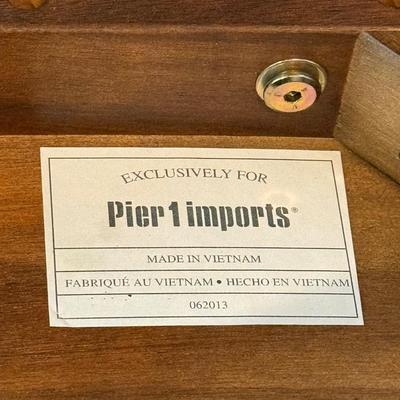 EXCLUSIVELY FOR
Pier 1 imports®
MADE IN VIETNAM
FABRIQUÉ AU VIETNAM • HECHO EN VIETNAM
062013